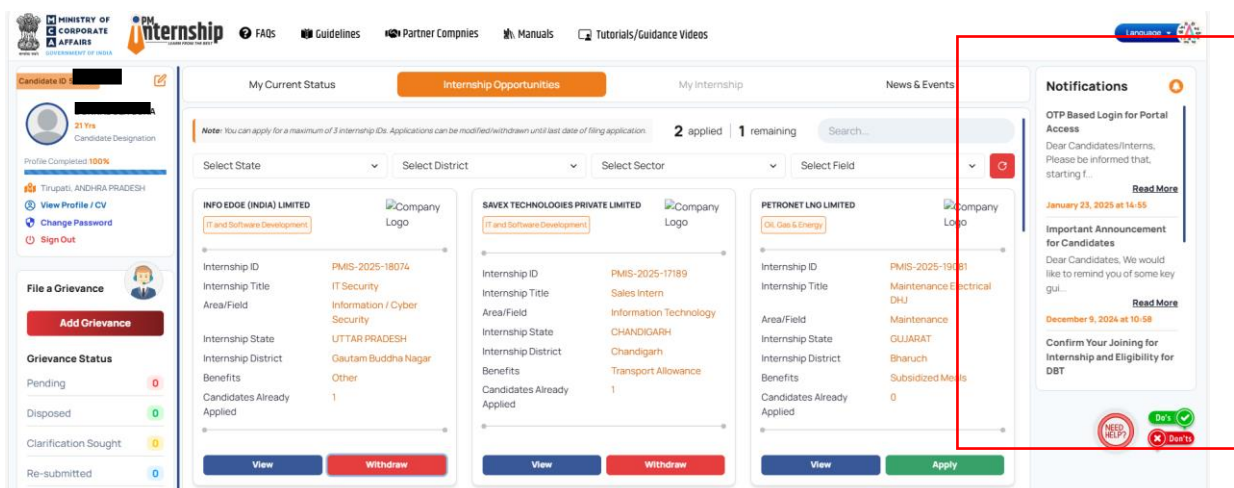 MINISTRY OF
CORPORATE
AFFAIRS
GOVERNMENT OF INDIA
PM
internship
LEARN FROM THE BEST
FAQs
Guidelines
Partner Compnies
Manuals
Tutorials/Guidance Videos
Language
Candidate ID
A
21 Yrs
Candidate Designation
Profile Completed 100%
Tirupati, ANDHRA PRADESH
View Profile / CV
Change Password
Sign Out
File a Grievance
Add Grievance
Grievance Status
Pending 0
Disposed 0
Clarification Sought 0
Re-submitted 0
My Current Status
Internship Opportunities
My Internship
News & Events
Note: You can apply for a maximum of 3 internship IDs. Applications can be modified/withdrawn until last date of filing application.
2 applied 1 remaining
Search...
Select State
Select District
Select Sector
Select Field
INFO EDGE (INDIA) LIMITED
IT and Software Development
Company
Logo
Internship ID PMIS-2025-18074
Internship Title IT Security
Area/Field Information / Cyber
Security
Internship State UTTAR PRADESH
Internship District Gautam Buddha Nagar
Benefits Other
Candidates Already 1
Applied
View Withdraw
SAVEX TECHNOLOGIES PRIVATE LIMITED
IT and Software Development
Company
Logo
Internship ID PMIS-2025-17189
Internship Title Sales Intern
Area/Field Information Technology
Internship State CHANDIGARH
Internship District Chandigarh
Benefits Transport Allowance
Candidates Already 1
Applied
View Withdraw
PETRONET LNG LIMITED
Oil, Gas & Energy
Company
Logo
Internship ID PMIS-2025-19081
Internship Title Maintenance Electrical
DHJ
Area/Field Maintenance
Internship State GUJARAT
Internship District Bharuch
Benefits Subsidized Meals
Candidates Already 0
Applied
View Apply
Notifications
OTP Based Login for Portal
Access
Dear Candidates/Interns,
Please be informed that,
starting f...
Read More
January 23, 2025 at 14:55
Important Announcement
for Candidates
Dear Candidates, We would
like to remind you of some key
gui...
Read More
December 9, 2024 at 10:58
Confirm Your Joining for
Internship and Eligibility for
DBT
NEED
HELP?
Do's
Don'ts